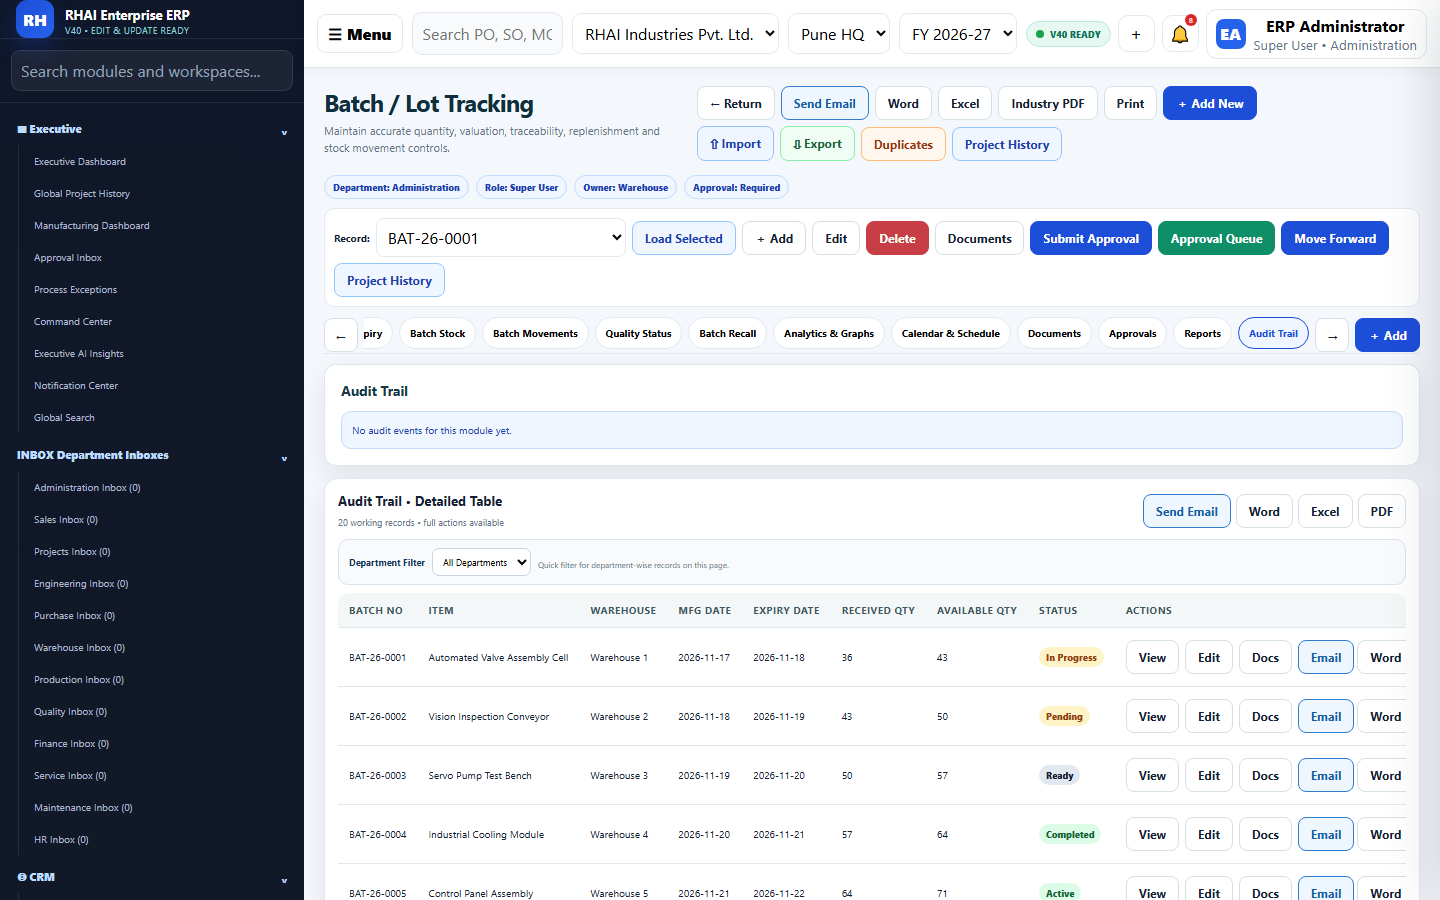 RH
RHAI Enterprise ERP
V40 • EDIT & UPDATE READY
Search modules and workspaces...
Executive
Executive Dashboard
Global Project History
Manufacturing Dashboard
Approval Inbox
Process Exceptions
Command Center
Executive AI Insights
Notification Center
Global Search
INBOX Department Inboxes
Administration Inbox (0)
Sales Inbox (0)
Projects Inbox (0)
Engineering Inbox (0)
Purchase Inbox (0)
Warehouse Inbox (0)
Production Inbox (0)
Quality Inbox (0)
Finance Inbox (0)
Service Inbox (0)
Maintenance Inbox (0)
HR Inbox (0)
CRM
☰ Menu
Search PO, SO, MO
RHAI Industries Pvt. Ltd.
Pune HQ
FY 2026-27
V40 READY
+
8
EA
ERP Administrator
Super User • Administration
Batch / Lot Tracking
Maintain accurate quantity, valuation, traceability, replenishment and
stock movement controls.
← Return
Send Email
Word
Excel
Industry PDF
Print
+ Add New
⇧ Import
⇩ Export
Duplicates
Project History
Department: Administration
Role: Super User
Owner: Warehouse
Approval: Required
Record:
BAT-26-0001
Load Selected
+ Add
Edit
Delete
Documents
Submit Approval
Approval Queue
Move Forward
Project History
←
piry
Batch Stock
Batch Movements
Quality Status
Batch Recall
Analytics & Graphs
Calendar & Schedule
Documents
Approvals
Reports
Audit Trail
→
+ Add
Audit Trail
No audit events for this module yet.
Audit Trail • Detailed Table
20 working records • full actions available
Send Email
Word
Excel
PDF
Department Filter
All Departments
Quick filter for department-wise records on this page.
BATCH NO ITEM WAREHOUSE MFG DATE EXPIRY DATE RECEIVED QTY AVAILABLE QTY STATUS ACTIONS
BAT-26-0001 Automated Valve Assembly Cell Warehouse 1 2026-11-17 2026-11-18 36 43 In Progress View Edit Docs Email Word
BAT-26-0002 Vision Inspection Conveyor Warehouse 2 2026-11-18 2026-11-19 43 50 Pending View Edit Docs Email Word
BAT-26-0003 Servo Pump Test Bench Warehouse 3 2026-11-19 2026-11-20 50 57 Ready View Edit Docs Email Word
BAT-26-0004 Industrial Cooling Module Warehouse 4 2026-11-20 2026-11-21 57 64 Completed View Edit Docs Email Word
BAT-26-0005 Control Panel Assembly Warehouse 5 2026-11-21 2026-11-22 64 71 Active View Edit Docs Email Word